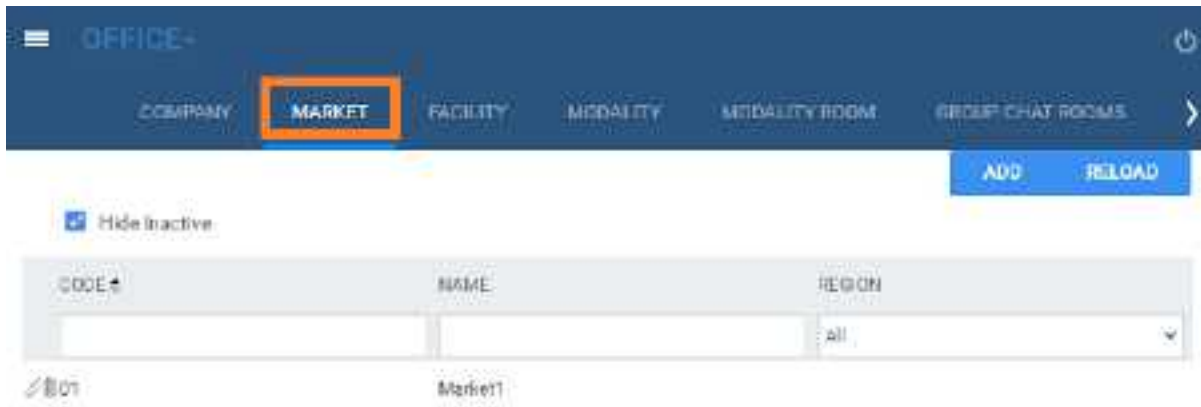 OFFICE+
COMPANY MARKET FACILITY MODALITY MODALITY ROOM GROUP CHAT ROOMS
ADD RELOAD
Hide Inactive
CODE NAME REGION
All
01 Market1